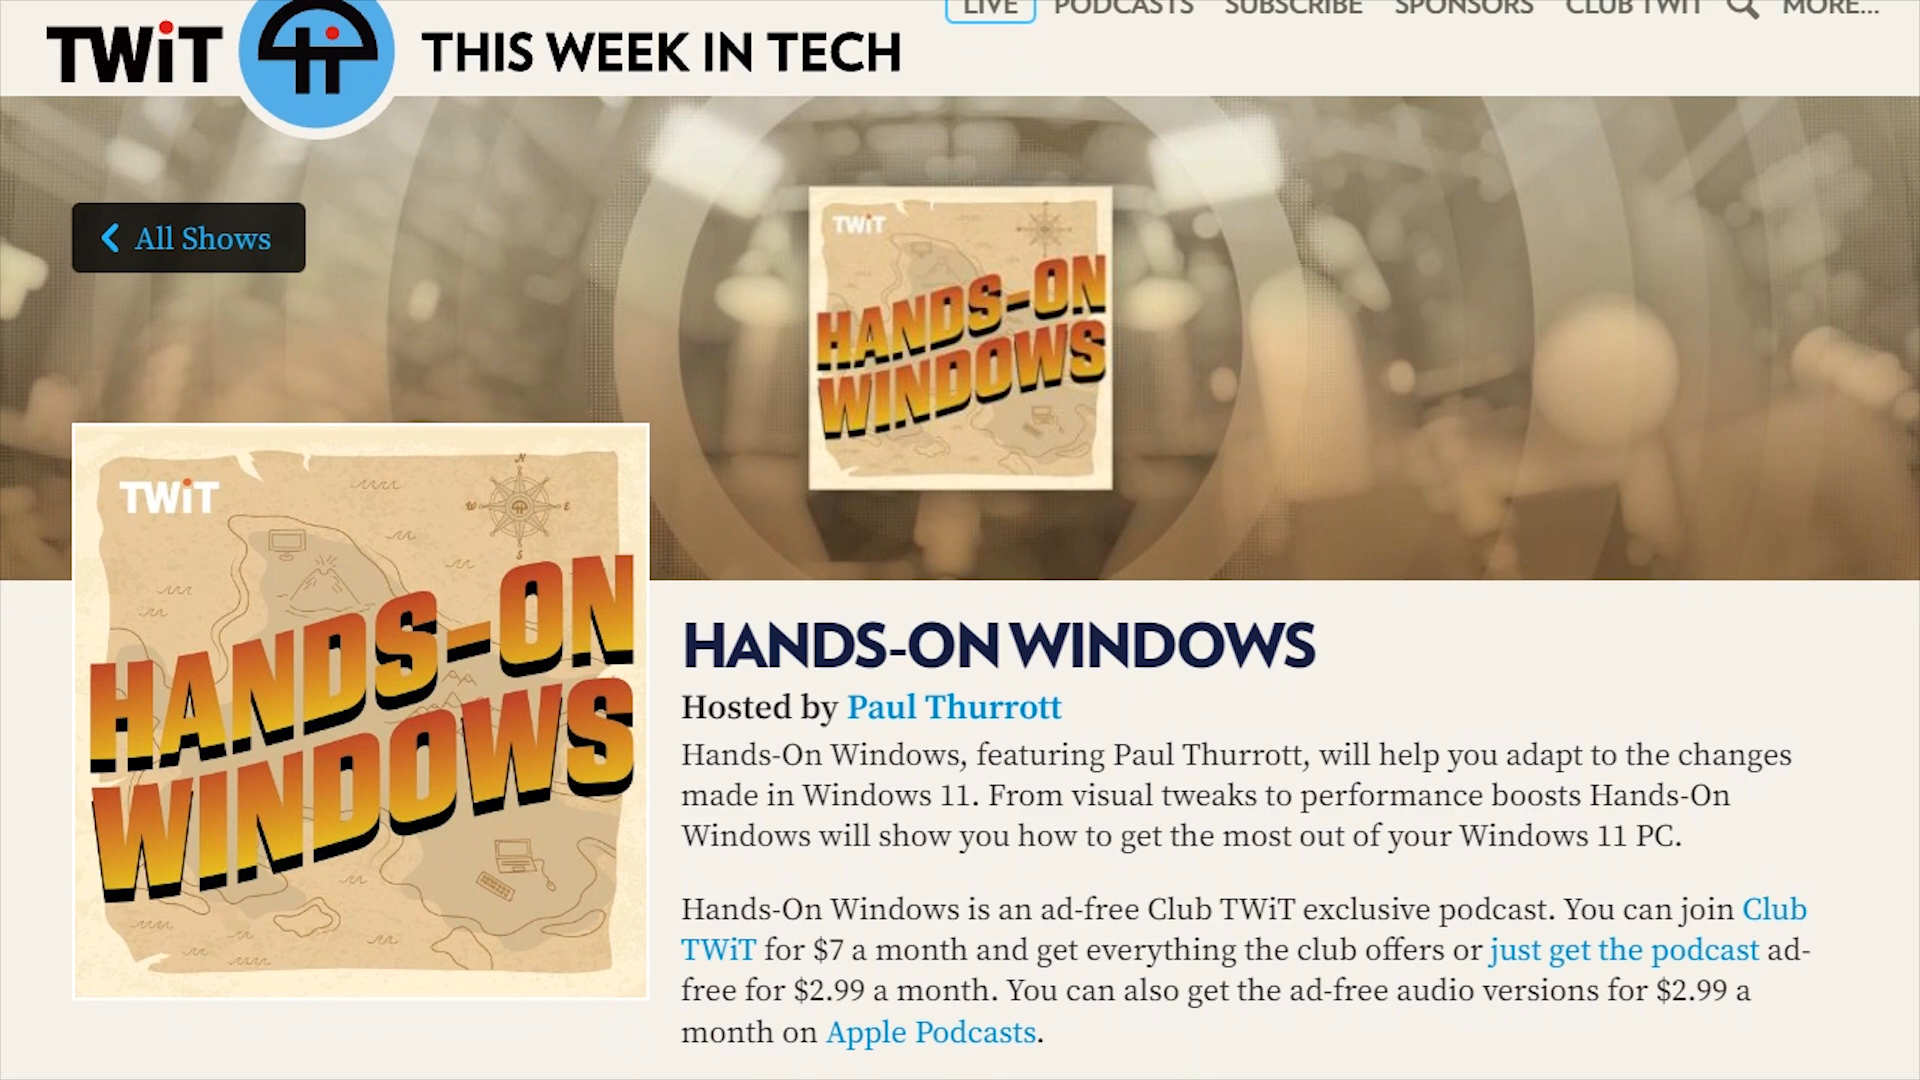 LIVE PODCASTS SUBSCRIBE SPONSORS CLUB TWiT MORE...
TWiT THIS WEEK IN TECH
All Shows
TWiT
HANDS-ON
WINDOWS
TWiT
N
W E
S
HANDS-ON
WINDOWS
HANDS-ON WINDOWS
Hosted by Paul Thurrott
Hands-On Windows, featuring Paul Thurrott, will help you adapt to the changes
made in Windows 11. From visual tweaks to performance boosts Hands-On
Windows will show you how to get the most out of your Windows 11 PC.
Hands-On Windows is an ad-free Club TWiT exclusive podcast. You can join Club
TWiT for $7 a month and get everything the club offers or just get the podcast ad-
free for $2.99 a month. You can also get the ad-free audio versions for $2.99 a
month on Apple Podcasts.